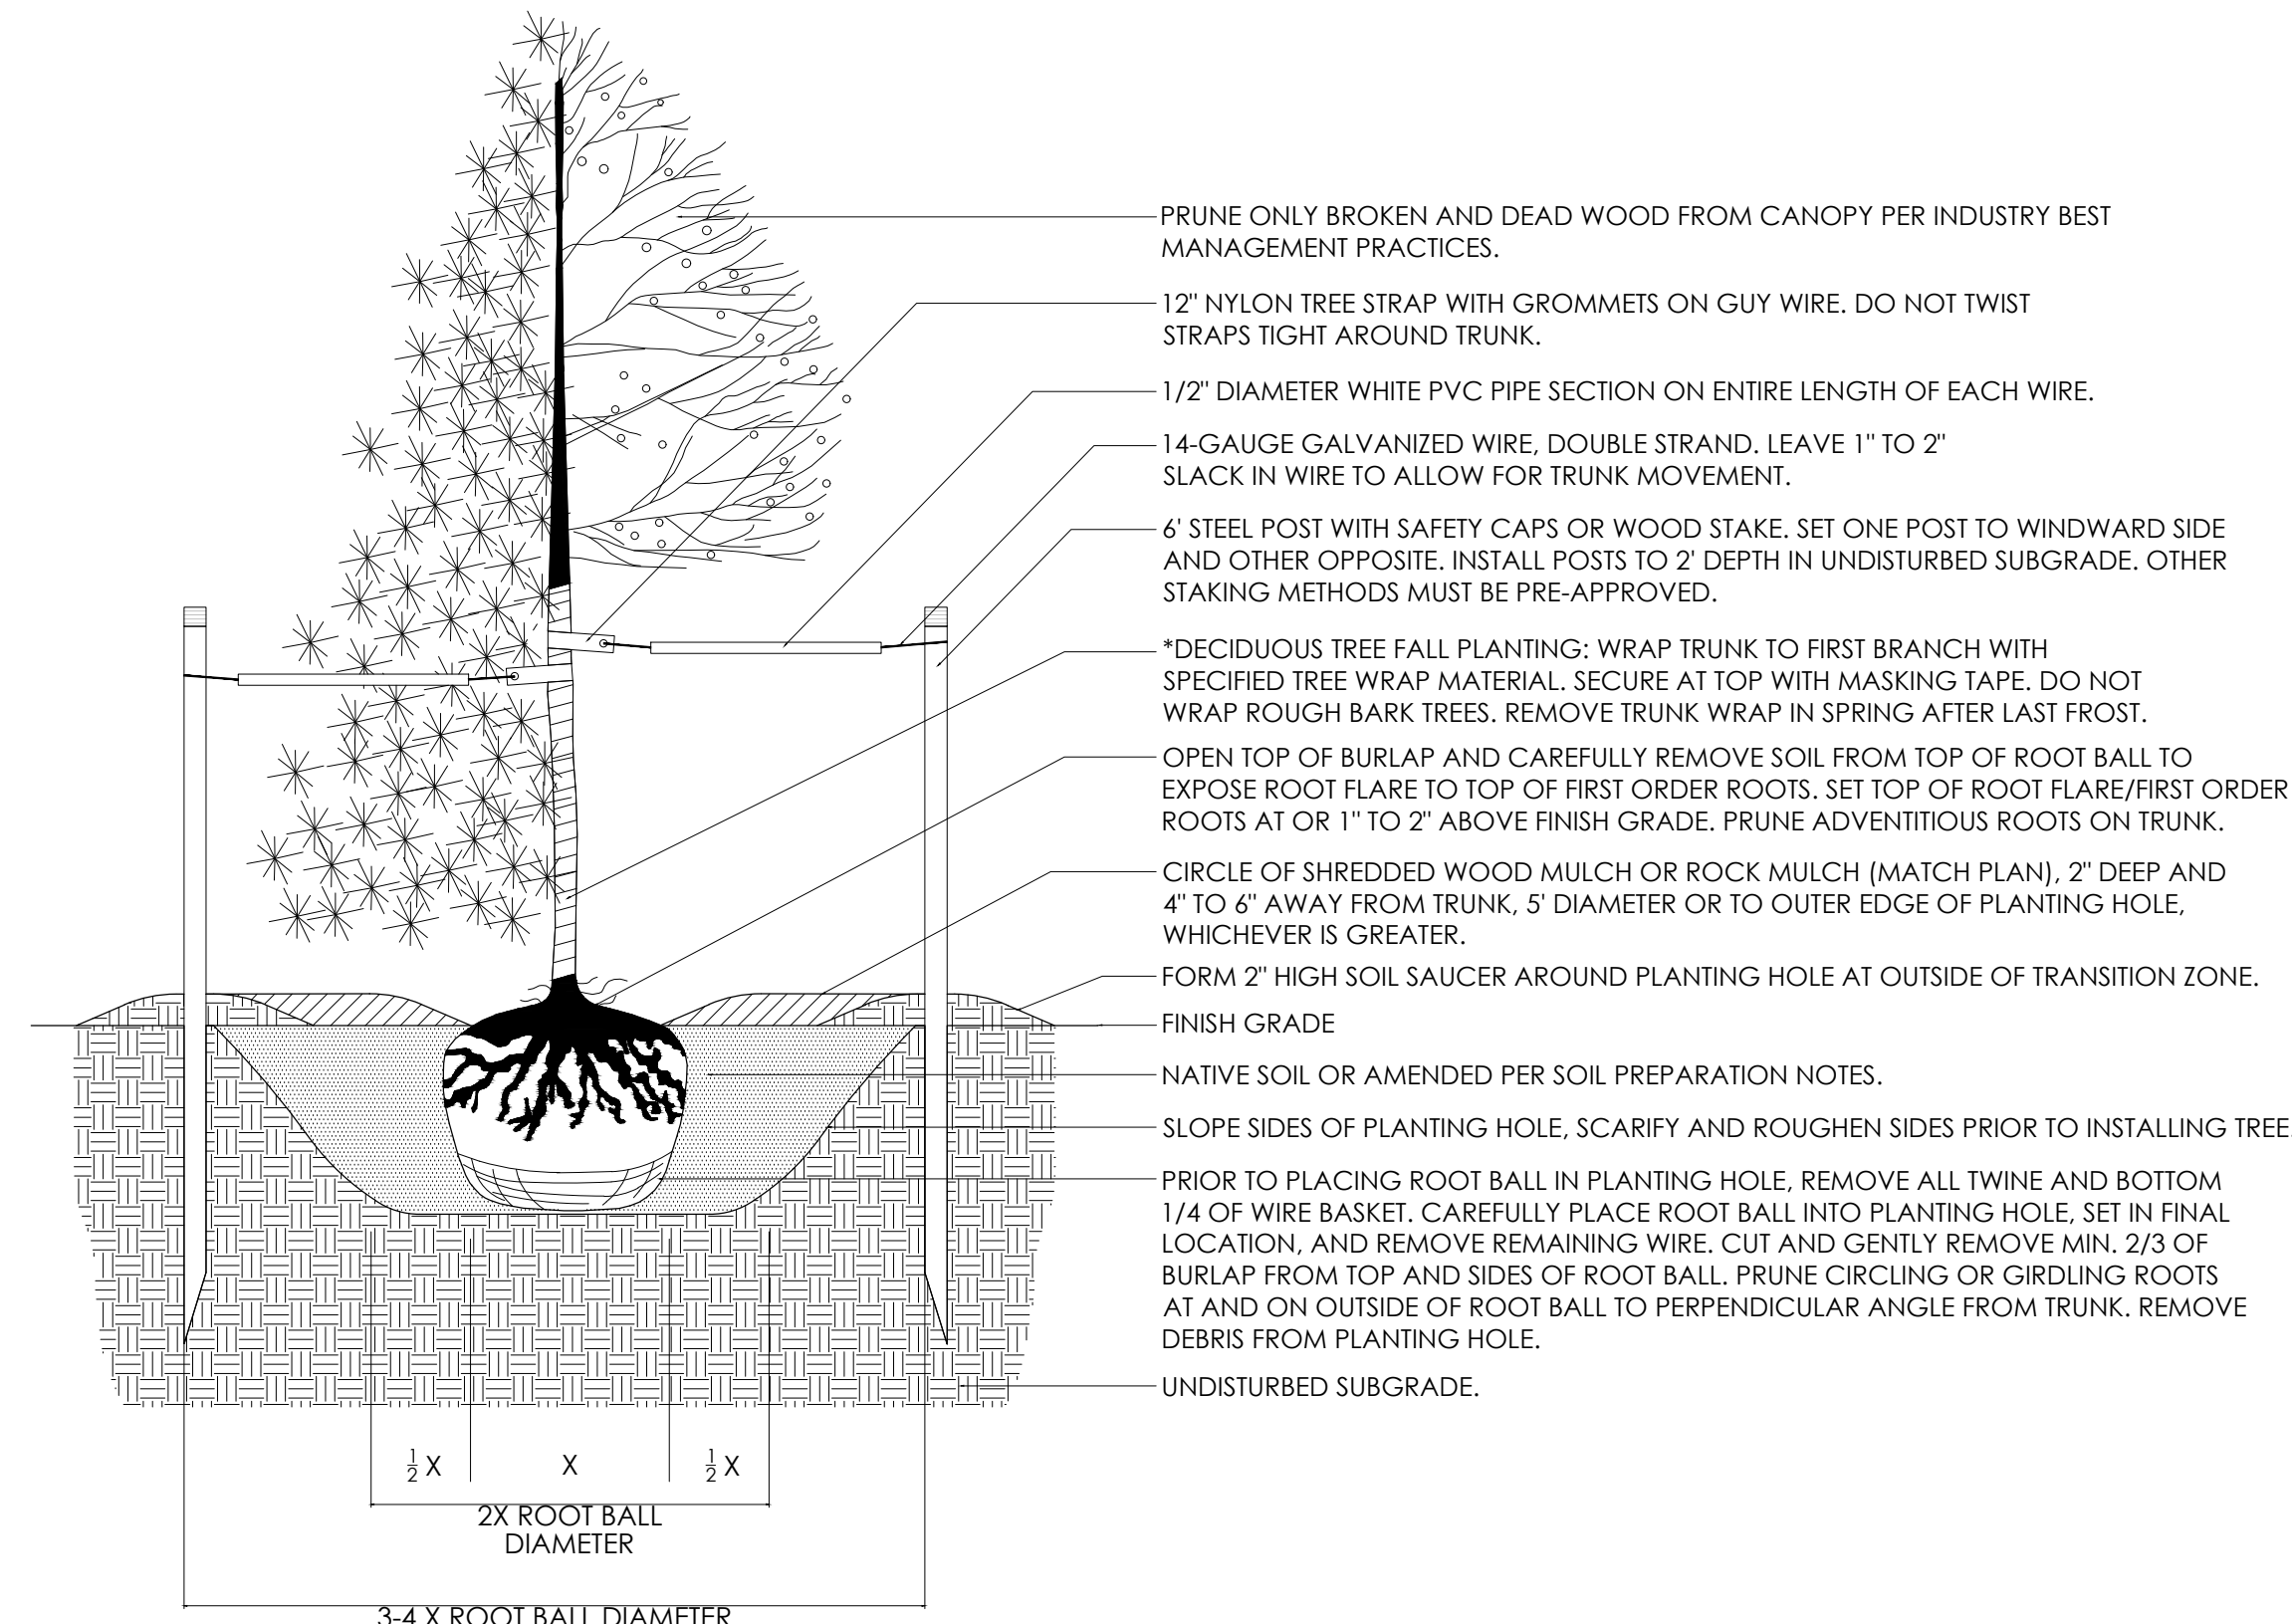 PRUNE ONLY BROKEN AND DEAD WOOD FROM CANOPY PER INDUSTRY BEST
MANAGEMENT PRACTICES.
12" NYLON TREE STRAP WITH GROMMETS ON GUY WIRE. DO NOT TWIST
STRAPS TIGHT AROUND TRUNK.
1/2" DIAMETER WHITE PVC PIPE SECTION ON ENTIRE LENGTH OF EACH WIRE.
14-GAUGE GALVANIZED WIRE, DOUBLE STRAND. LEAVE 1" TO 2"
SLACK IN WIRE TO ALLOW FOR TRUNK MOVEMENT.
6' STEEL POST WITH SAFETY CAPS OR WOOD STAKE. SET ONE POST TO WINDWARD SIDE
AND OTHER OPPOSITE. INSTALL POSTS TO 2' DEPTH IN UNDISTURBED SUBGRADE. OTHER
STAKING METHODS MUST BE PRE-APPROVED.
*DECIDUOUS TREE FALL PLANTING: WRAP TRUNK TO FIRST BRANCH WITH
SPECIFIED TREE WRAP MATERIAL. SECURE AT TOP WITH MASKING TAPE. DO NOT
WRAP ROUGH BARK TREES. REMOVE TRUNK WRAP IN SPRING AFTER LAST FROST.
OPEN TOP OF BURLAP AND CAREFULLY REMOVE SOIL FROM TOP OF ROOT BALL TO
EXPOSE ROOT FLARE TO TOP OF FIRST ORDER ROOTS. SET TOP OF ROOT FLARE/FIRST ORDER
ROOTS AT OR 1" TO 2" ABOVE FINISH GRADE. PRUNE ADVENTITIOUS ROOTS ON TRUNK.
CIRCLE OF SHREDDED WOOD MULCH OR ROCK MULCH (MATCH PLAN), 2" DEEP AND
4" TO 6" AWAY FROM TRUNK, 5' DIAMETER OR TO OUTER EDGE OF PLANTING HOLE,
WHICHEVER IS GREATER.
FORM 2" HIGH SOIL SAUCER AROUND PLANTING HOLE AT OUTSIDE OF TRANSITION ZONE.
FINISH GRADE
NATIVE SOIL OR AMENDED PER SOIL PREPARATION NOTES.
SLOPE SIDES OF PLANTING HOLE, SCARIFY AND ROUGHEN SIDES PRIOR TO INSTALLING TREE.
PRIOR TO PLACING ROOT BALL IN PLANTING HOLE, REMOVE ALL TWINE AND BOTTOM
1/4 OF WIRE BASKET. CAREFULLY PLACE ROOT BALL INTO PLANTING HOLE, SET IN FINAL
LOCATION, AND REMOVE REMAINING WIRE. CUT AND GENTLY REMOVE MIN. 2/3 OF
BURLAP FROM TOP AND SIDES OF ROOT BALL. PRUNE CIRCLING OR GIRDLING ROOTS
AT AND ON OUTSIDE OF ROOT BALL TO PERPENDICULAR ANGLE FROM TRUNK. REMOVE
DEBRIS FROM PLANTING HOLE.
UNDISTURBED SUBGRADE.
1/2 X X 1/2 X
2X ROOT BALL
DIAMETER
3-4 X ROOT BALL DIAMETER